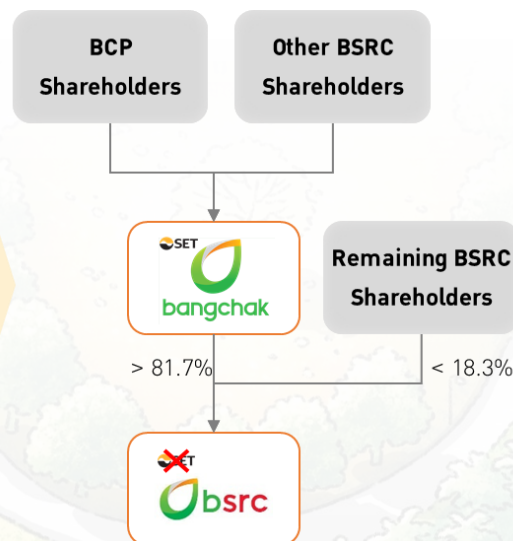 BCP
Shareholders
Other BSRC
Shareholders
SET
bangchak
Remaining BSRC
Shareholders
> 81.7%
< 18.3%
SET
bsrc